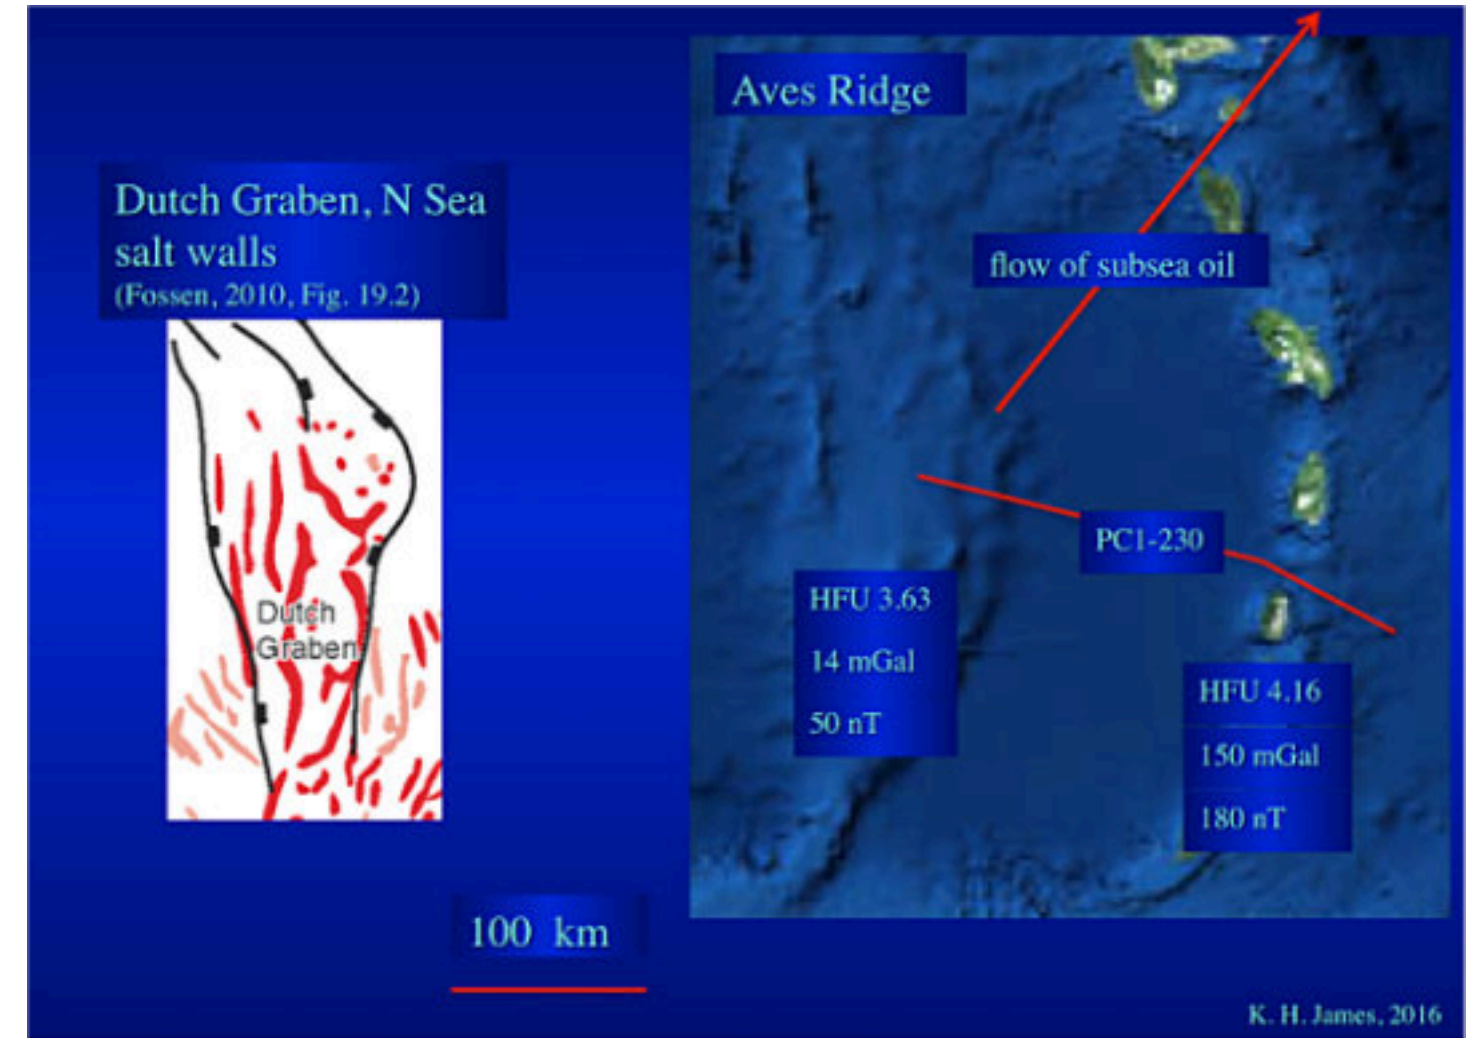 Dutch Graben, N Sea
salt walls
(Fossen, 2010, Fig. 19.2)
Dutch
Graben
100 km
Aves Ridge
flow of subsea oil
PC1-230
HFU 3.63
14 mGal
50 nT
HFU 4.16
150 mGal
180 nT
K. H. James, 2016